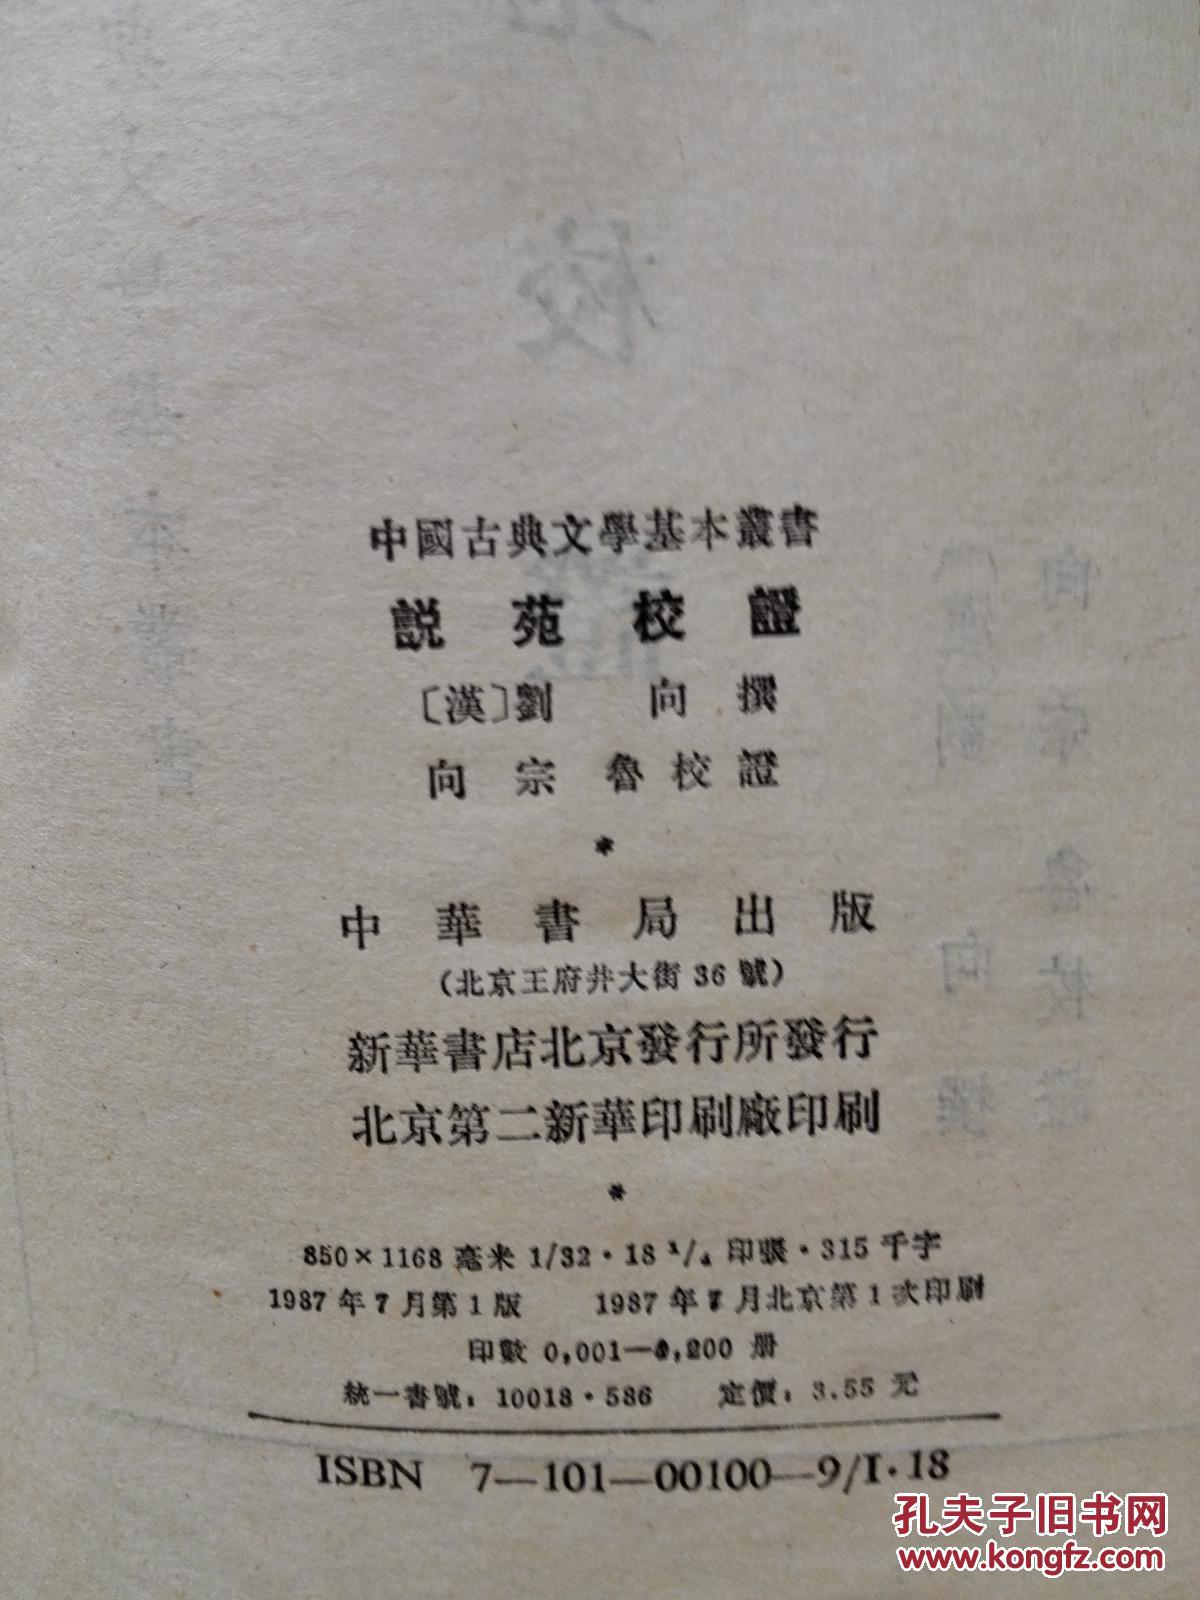 中國古典文學基本叢書
説苑校證
〔漢〕劉向撰
向宗魯校證
*
中華書局出版
（北京王府井大街36號）
新華書店北京發行所發行
北京第二新華印刷廠印刷
*
850×1168毫米 1/32·18 1/4 印張·315千字
1987年7月第1版 1987年7月北京第1次印刷
印數 0,001— 册
統一書號：10018·586 定價：3.55元
ISBN 7—101—00100—9/I·18
孔夫子旧书网
www.kongfz.com